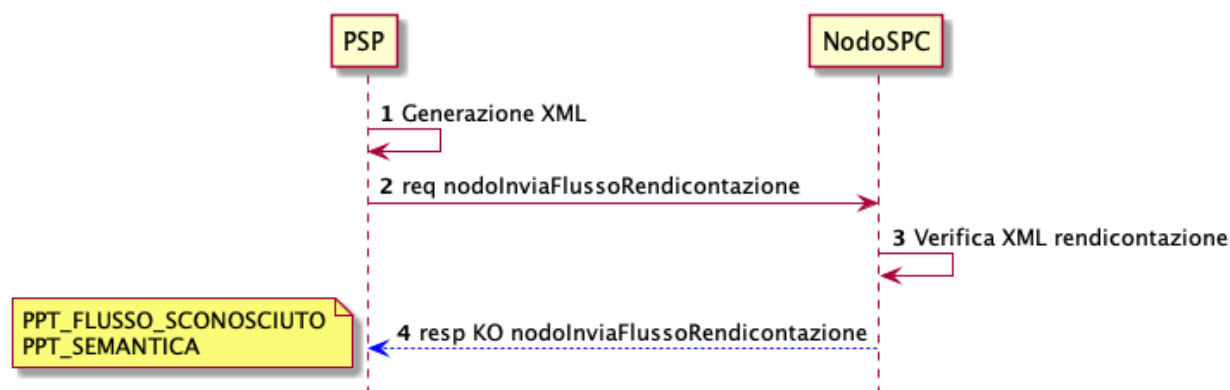 PSP
NodoSPC
1 Generazione XML
2 req nodoInviaFlussoRendicontazione
3 Verifica XML rendicontazione
PPT_FLUSSO_SCONOSCIUTO
PPT_SEMANTICA
4 resp KO nodoInviaFlussoRendicontazione